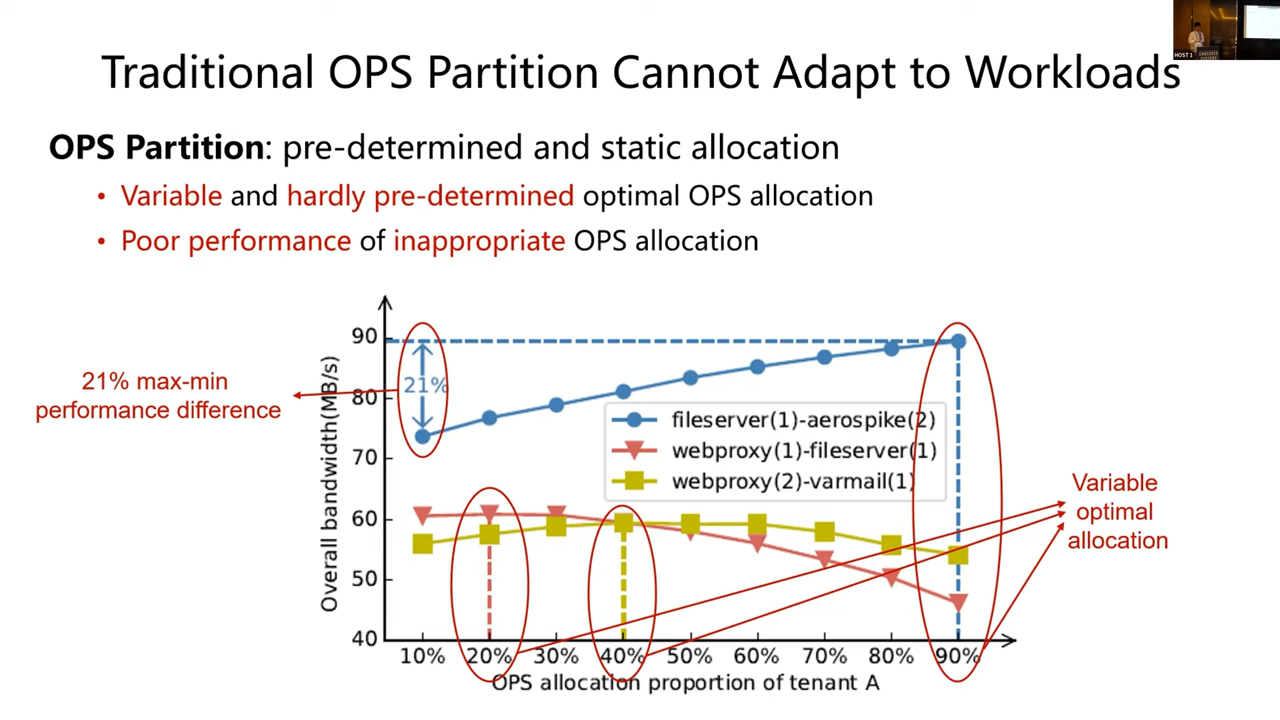 HOST 1
Traditional OPS Partition Cannot Adapt to Workloads
OPS Partition: pre-determined and static allocation
• Variable and hardly pre-determined optimal OPS allocation
• Poor performance of inappropriate OPS allocation
21% max-min
performance difference
Overall bandwidth(MB/s)
90
80
70
60
50
40
21%
fileserver(1)-aerospike(2)
webproxy(1)-fileserver(1)
webproxy(2)-varmail(1)
Variable
optimal
allocation
10% 20% 30% 40% 50% 60% 70% 80% 90%
OPS allocation proportion of tenant A